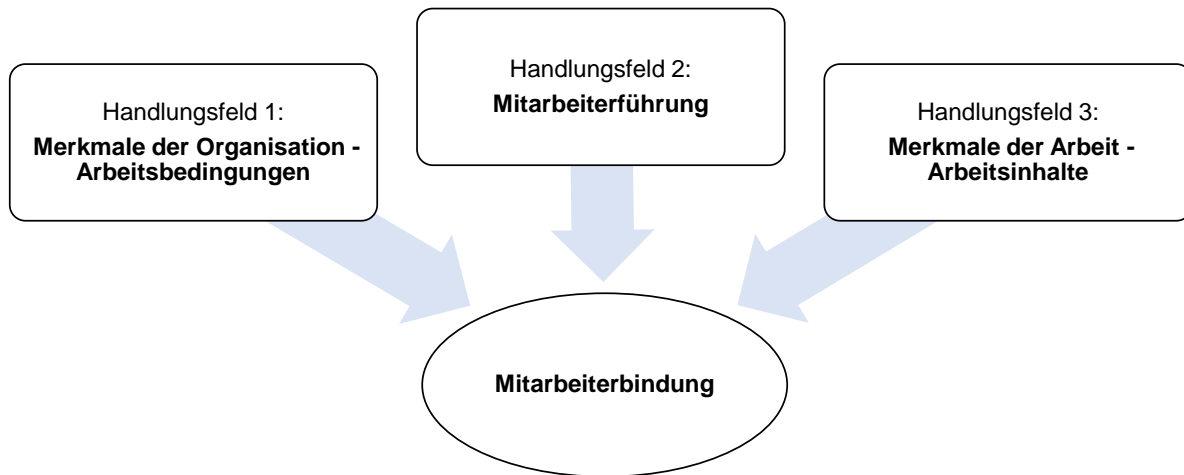 Handlungsfeld 1:
Merkmale der Organisation -
Arbeitsbedingungen
Handlungsfeld 2:
Mitarbeiterführung
Handlungsfeld 3:
Merkmale der Arbeit -
Arbeitsinhalte
Mitarbeiterbindung